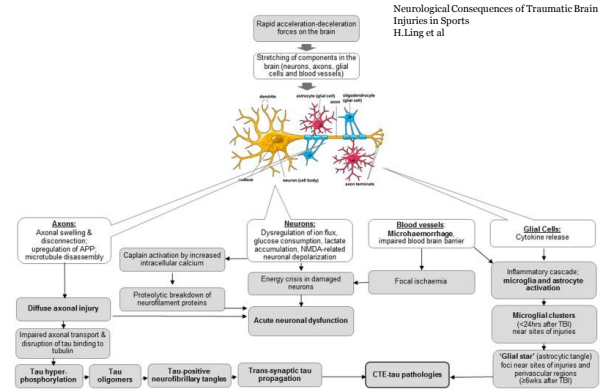 Neurological Consequences of Traumatic Brain
Injuries in Sports
H.Ling et al
Rapid acceleration-deceleration
forces on the brain
Stretching of components in the
brain (neurons, axons, glial
cells and blood vessels)
dendrite
astrocyte (glial cell)
oligodendrocyte
(glial cell)
axon
nucleus
neuron (cell body)
axon terminals
Axons:
Axonal swelling &
disconnection;
upregulation of APP;
microtubule disassembly
Neurons:
Dysregulation of ion flux,
glucose consumption, lactate
accumulation, NMDA-related
neuronal depolarization
Blood vessels:
Microhaemorrhage,
impaired blood brain barrier
Glial Cells:
Cytokine release
Caplain activation by increased
intracellular calcium
Energy crisis in damaged
neurons
Focal ischaemia
Inflammatory cascade;
microglia and astrocyte
activation
Proteolytic breakdown of
neurofilament proteins
Diffuse axonal injury
Acute neuronal dysfunction
Microglial clusters
(<24hrs after TBI)
near sites of injuries
Impaired axonal transport &
disruption of tau binding to
tubulin
'Glial star' (astrocytic tangle)
foci near sites of injuries and
perivascular regions
(≥6wks after TBI)
Tau hyper-
phosphorylation
Tau
oligomers
Tau-positive
neurofibrillary tangles
Trans-synaptic tau
propagation
CTE-tau pathologies